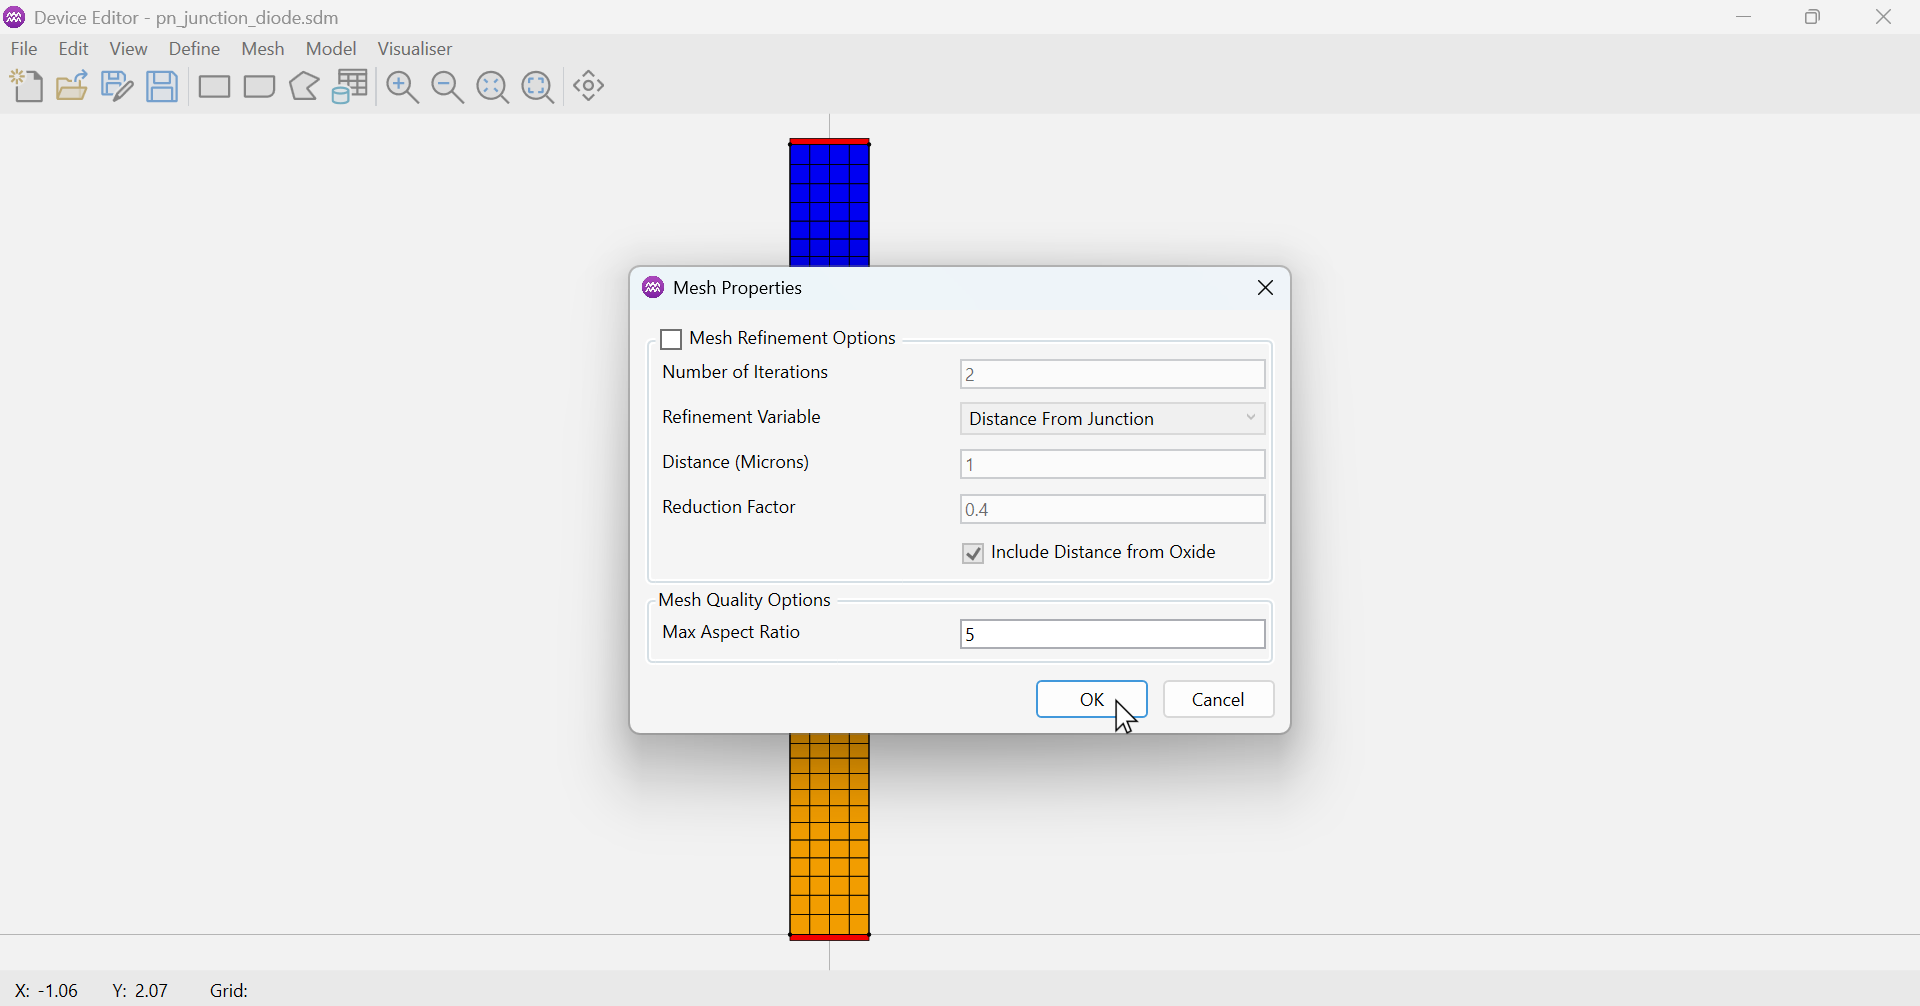 Device Editor - pn_junction_diode.sdm
File Edit View Define Mesh Model Visualiser
Mesh Properties
Mesh Refinement Options
Number of Iterations 2
Refinement Variable Distance From Junction
Distance (Microns) 1
Reduction Factor 0.4
Include Distance from Oxide
Mesh Quality Options
Max Aspect Ratio 5
OK Cancel
X: -1.06 Y: 2.07 Grid: